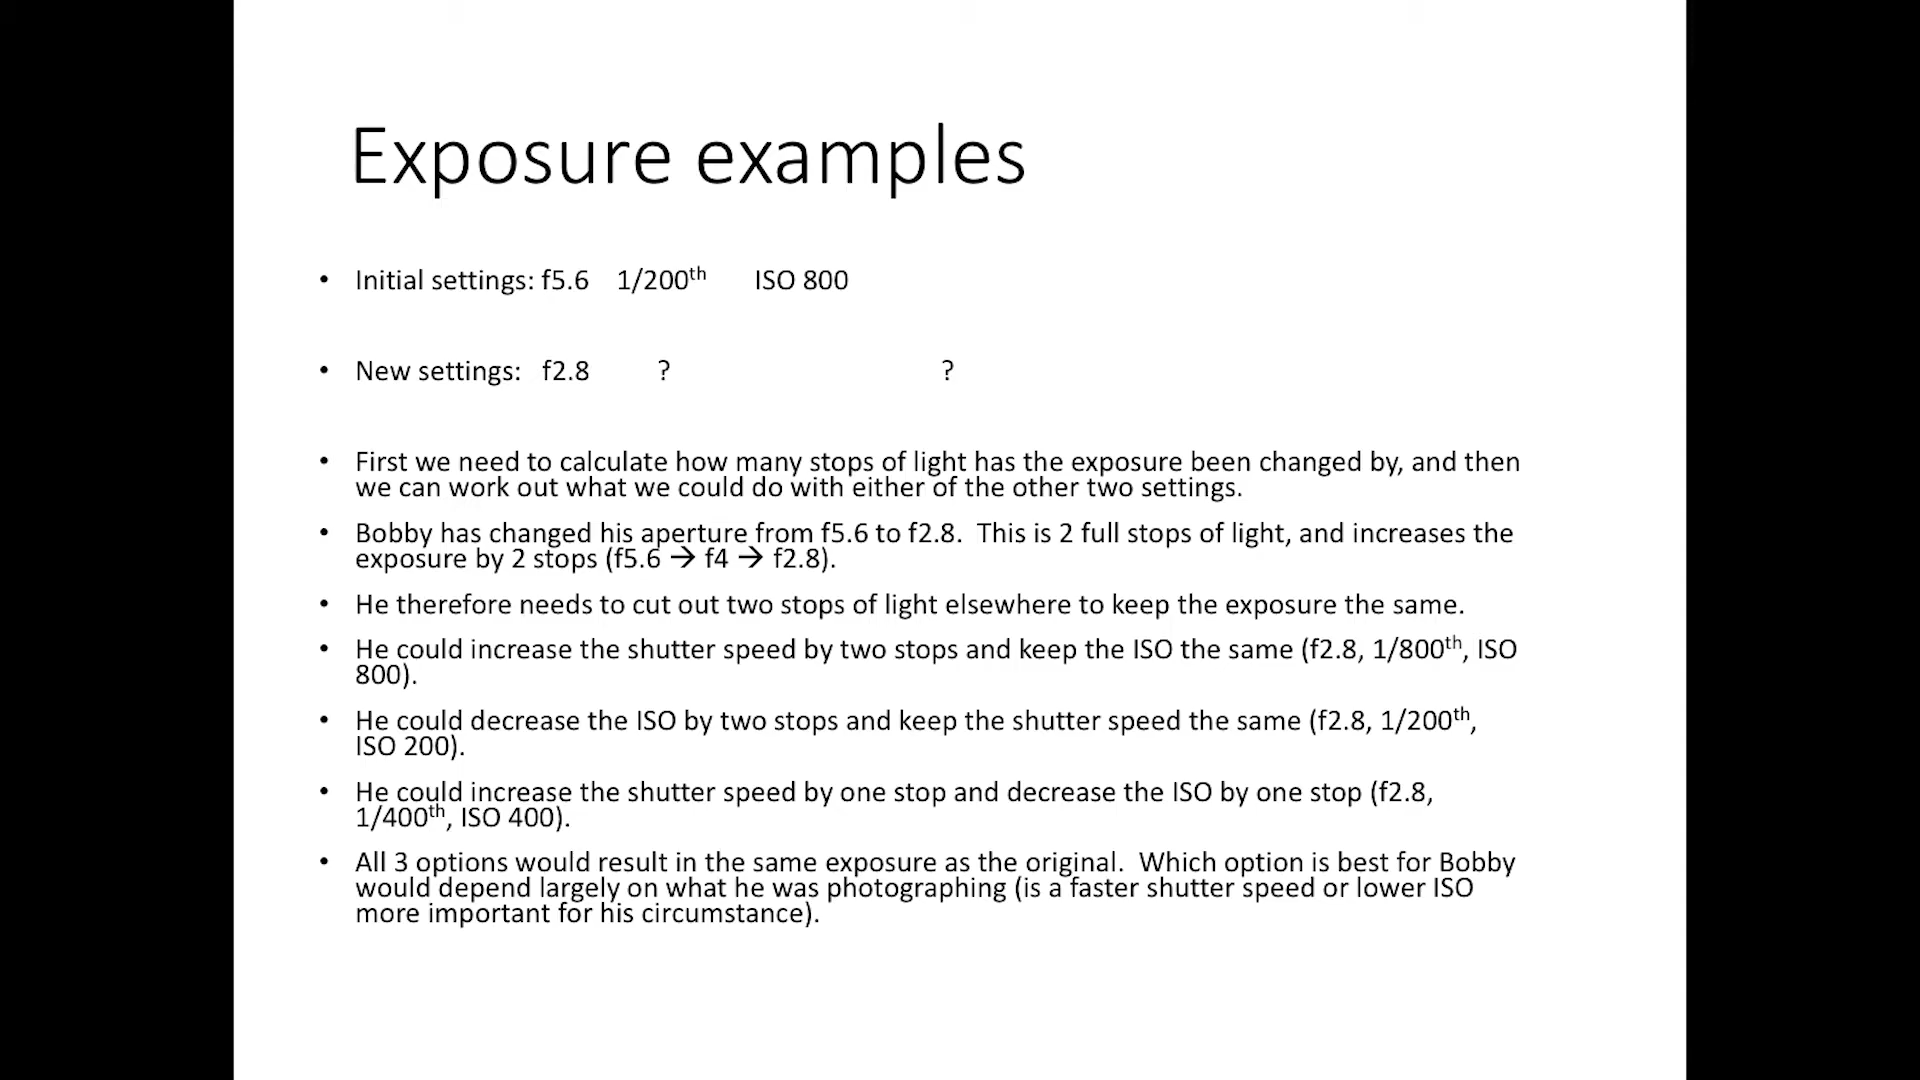 Exposure examples
• Initial settings: f5.6 1/200th ISO 800
• New settings: f2.8 ? ?
• First we need to calculate how many stops of light has the exposure been changed by, and then
we can work out what we could do with either of the other two settings.
• Bobby has changed his aperture from f5.6 to f2.8. This is 2 full stops of light, and increases the
exposure by 2 stops (f5.6 → f4 → f2.8).
• He therefore needs to cut out two stops of light elsewhere to keep the exposure the same.
• He could increase the shutter speed by two stops and keep the ISO the same (f2.8, 1/800th, ISO
800).
• He could decrease the ISO by two stops and keep the shutter speed the same (f2.8, 1/200th,
ISO 200).
• He could increase the shutter speed by one stop and decrease the ISO by one stop (f2.8,
1/400th, ISO 400).
• All 3 options would result in the same exposure as the original. Which option is best for Bobby
would depend largely on what he was photographing (is a faster shutter speed or lower ISO
more important for his circumstance).